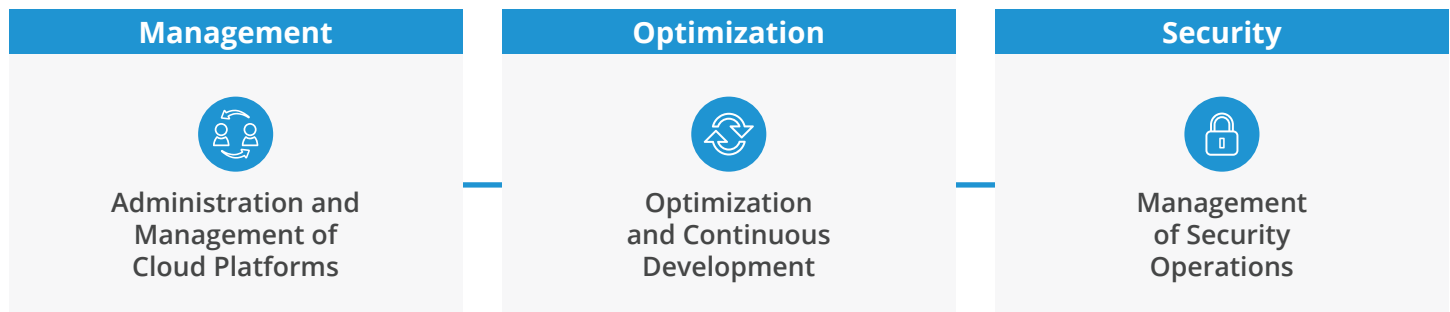 Management
Administration and
Management of
Cloud Platforms
Optimization
Optimization
and Continuous
Development
Security
Management
of Security
Operations